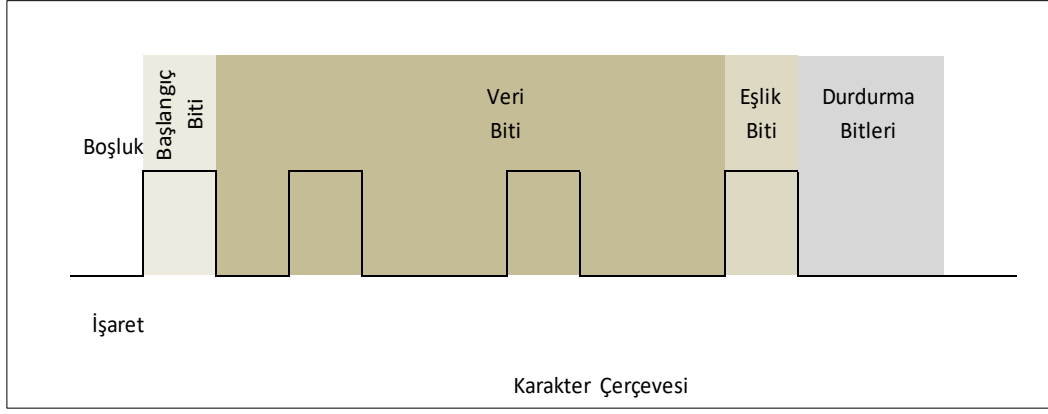 Başlangıç
Biti
Veri
Biti
Eşlik
Biti
Durdurma
Bitleri
Boşluk
İşaret
Karakter Çerçevesi